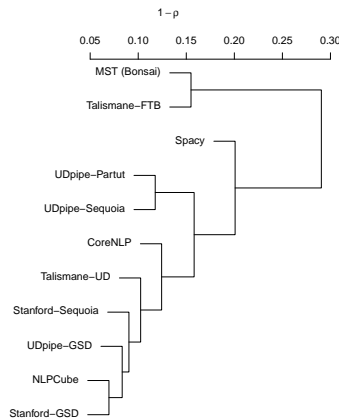 1 − ρ
0.05 0.10 0.15 0.20 0.25 0.30
MST (Bonsai)
Talismane−FTB
Spacy
UDpipe−Partut
UDpipe−Sequoia
CoreNLP
Talismane−UD
Stanford−Sequoia
UDpipe−GSD
NLPCube
Stanford−GSD